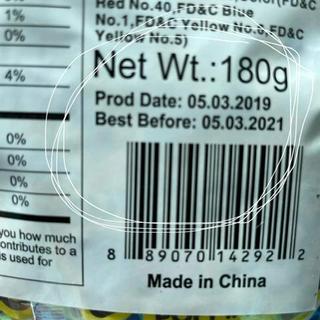 1%
0%
4%
0%
0%
0%
0%
you how much
ontributes to a
is used for
Red No.40,FD&C Blue
No.1,FD&C Yellow No.6,FD&C
Yellow No.5)
Net Wt.:180g
Prod Date: 05.03.2019
Best Before: 05.03.2021
8 89070 14292 2
Made in China